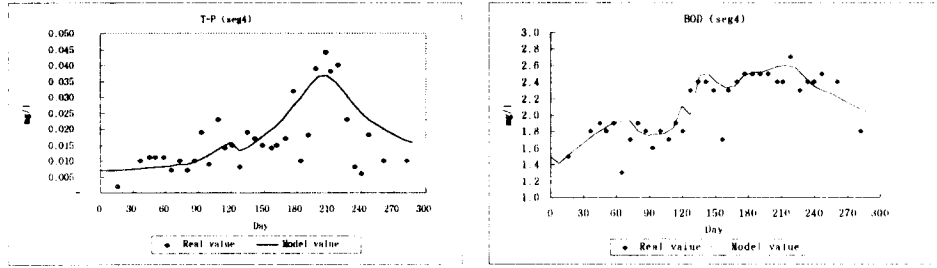 T-P (seg4)
0.050
0.045
0.040
0.035
0.030
0.025
0.020
0.015
0.010
0.005
mg/l
0 30 60 90 120 150 180 210 240 270 300
Day
Real value Model value
BOD (seg4)
3.0
2.8
2.6
2.4
2.2
2.0
1.8
1.6
1.4
1.2
1.0
mg/l
0 30 60 90 120 150 180 210 240 270 300
Day
Real value Model value